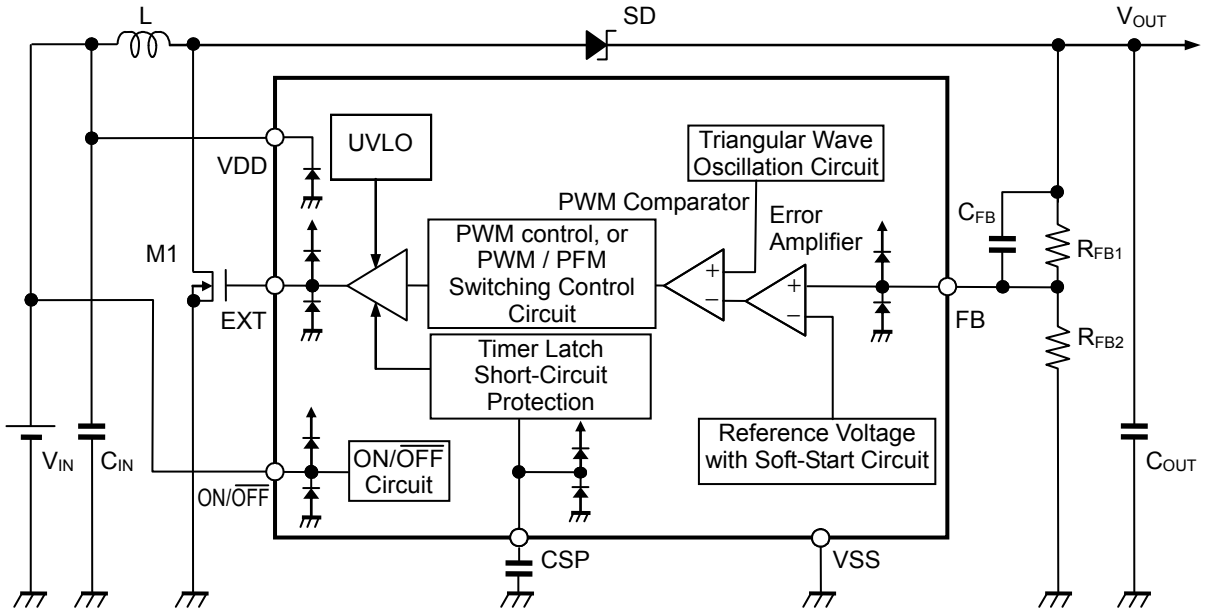 L
SD
VOUT
UVLO
Triangular Wave
Oscillation Circuit
VDD
PWM Comparator
Error
Amplifier
CFB
M1
PWM control, or
PWM / PFM
Switching Control
Circuit
+
−
+
−
RFB1
EXT
FB
Timer Latch
Short-Circuit
Protection
RFB2
VIN
CIN
ON/OFF
ON/OFF
Circuit
Reference Voltage
with Soft-Start Circuit
COUT
CSP
VSS